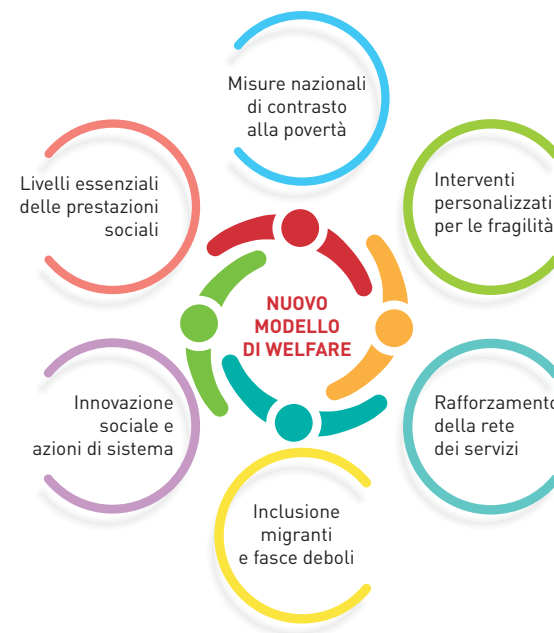 Misure nazionali
di contrasto
alla povertà
Livelli essenziali
delle prestazioni
sociali
Interventi
personalizzati
per le fragilità
NUOVO
MODELLO
DI WELFARE
Innovazione
sociale e
azioni di sistema
Rafforzamento
della rete
dei servizi
Inclusione
migranti
e fasce deboli